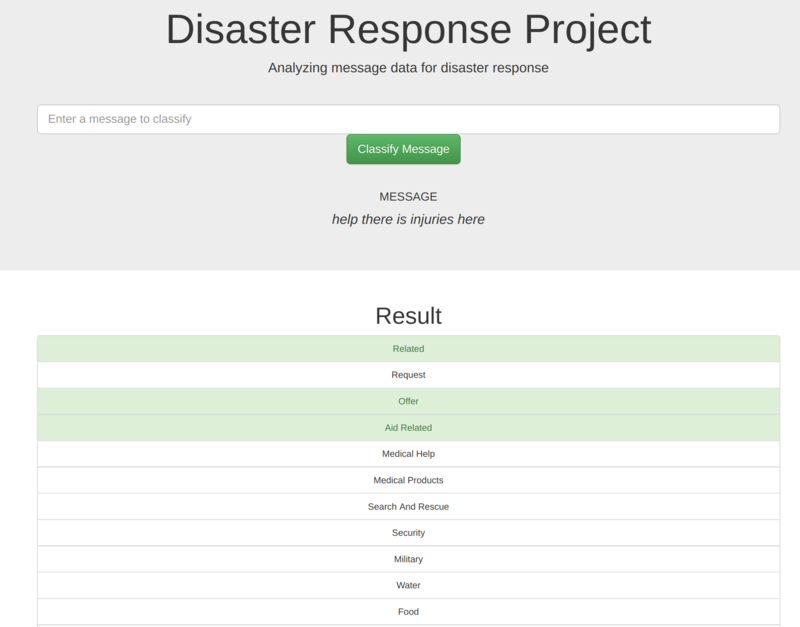 Disaster Response Project
Analyzing message data for disaster response
Enter a message to classify
Classify Message
MESSAGE
help there is injuries here
Result
Related
Request
Offer
Aid Related
Medical Help
Medical Products
Search And Rescue
Security
Military
Water
Food